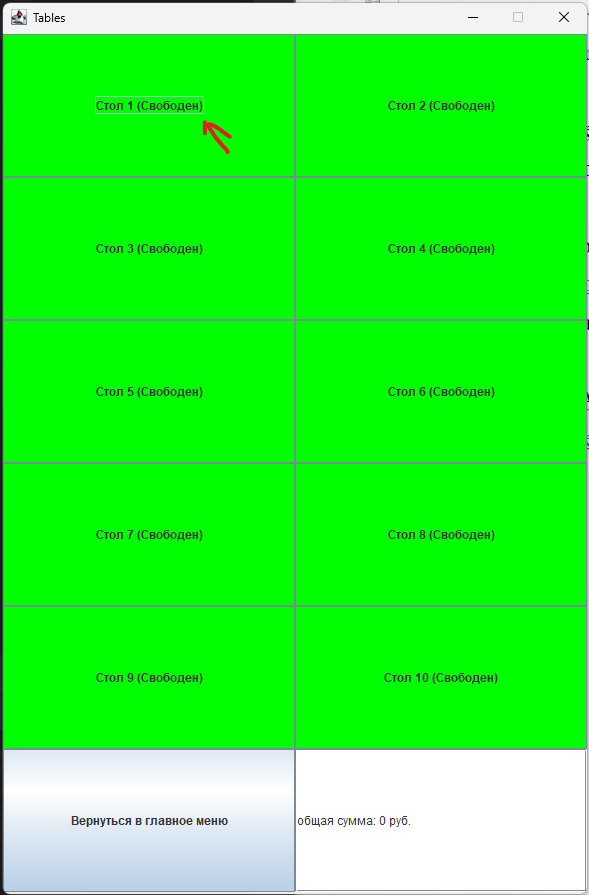 Tables
Стол 1 (Свободен)
Стол 2 (Свободен)
Стол 3 (Свободен)
Стол 4 (Свободен)
Стол 5 (Свободен)
Стол 6 (Свободен)
Стол 7 (Свободен)
Стол 8 (Свободен)
Стол 9 (Свободен)
Стол 10 (Свободен)
Вернуться в главное меню
общая сумма: 0 руб.